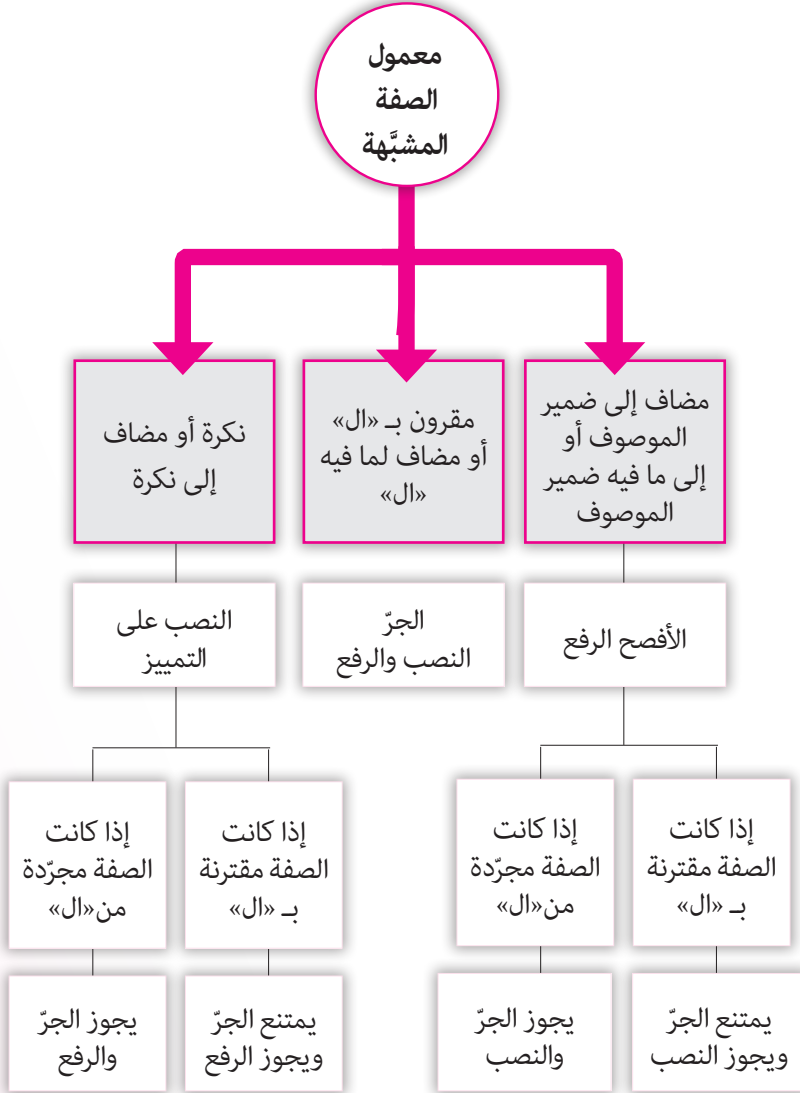 معمول
الصفة
المشبَّهة
مضاف إلى ضمير
الموصوف أو
إلى ما فيه ضمير
الموصوف
مقرون بـ «ال»
أو مضاف لما فيه
«ال»
نكرة أو مضاف
إلى نكرة
الأفصح الرفع
الجرّ
النصب والرفع
النصب على
التمييز
إذا كانت
الصفة مقترنة
بـ «ال»
إذا كانت
الصفة مجرّدة
من«ال»
إذا كانت
الصفة مقترنة
بـ «ال»
إذا كانت
الصفة مجرّدة
من«ال»
يمتنع الجرّ
ويجوز النصب
يجوز الجرّ
والنصب
يمتنع الجرّ
ويجوز الرفع
يجوز الجرّ
والرفع